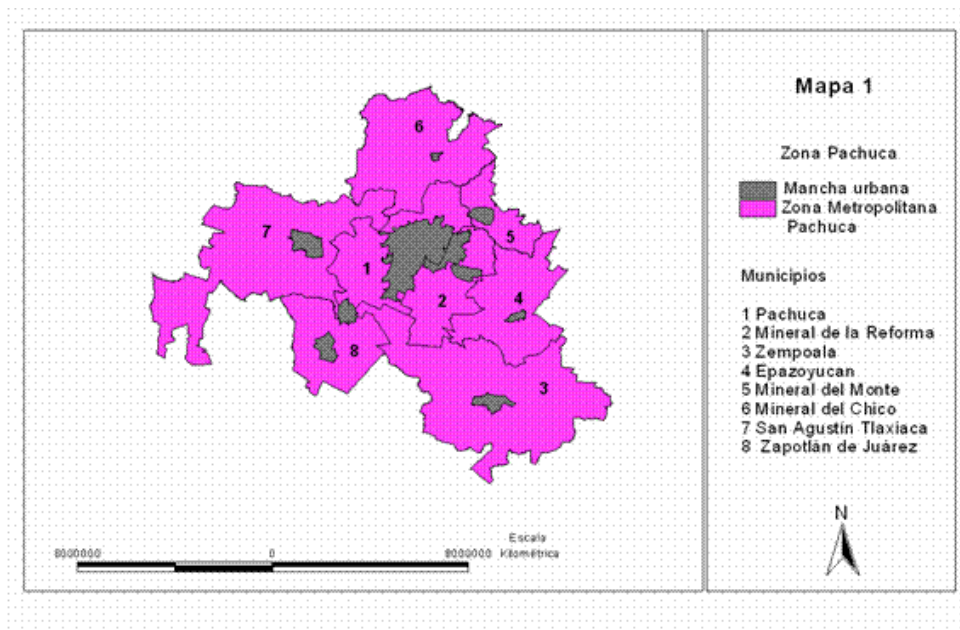 Mapa 1
Zona Pachuca
Mancha urbana
Zona Metropolitana
Pachuca
Municipios
1 Pachuca
2 Mineral de la Reforma
3 Zempoala
4 Epazoyucan
5 Mineral del Monte
6 Mineral del Chico
7 San Agustín Tlaxiaca
8 Zapotlán de Juárez
N
6
7
5
1
2
4
8
3
Escala
8000000 0 8000000 Kilométrica